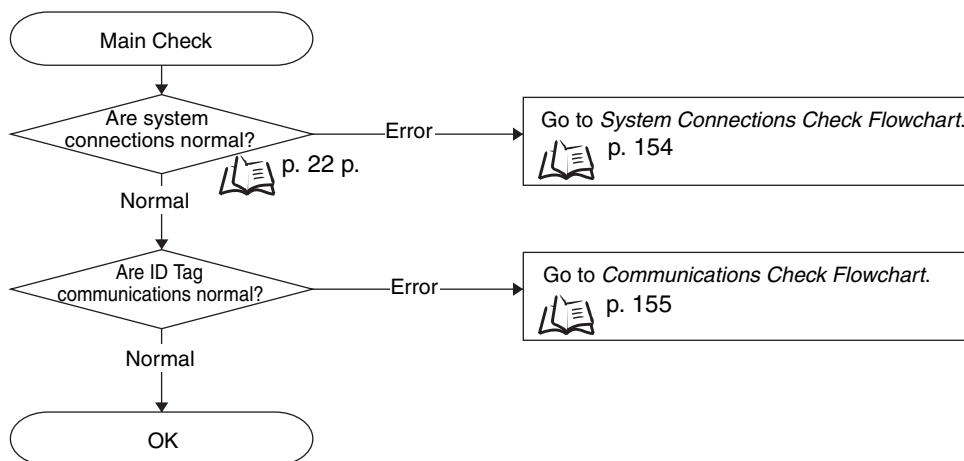 Main Check
Are system
connections normal?
Error
Go to System Connections Check Flowchart.
p. 154
p. 22 p.
Normal
Are ID Tag
communications normal?
Error
Go to Communications Check Flowchart.
p. 155
Normal
OK